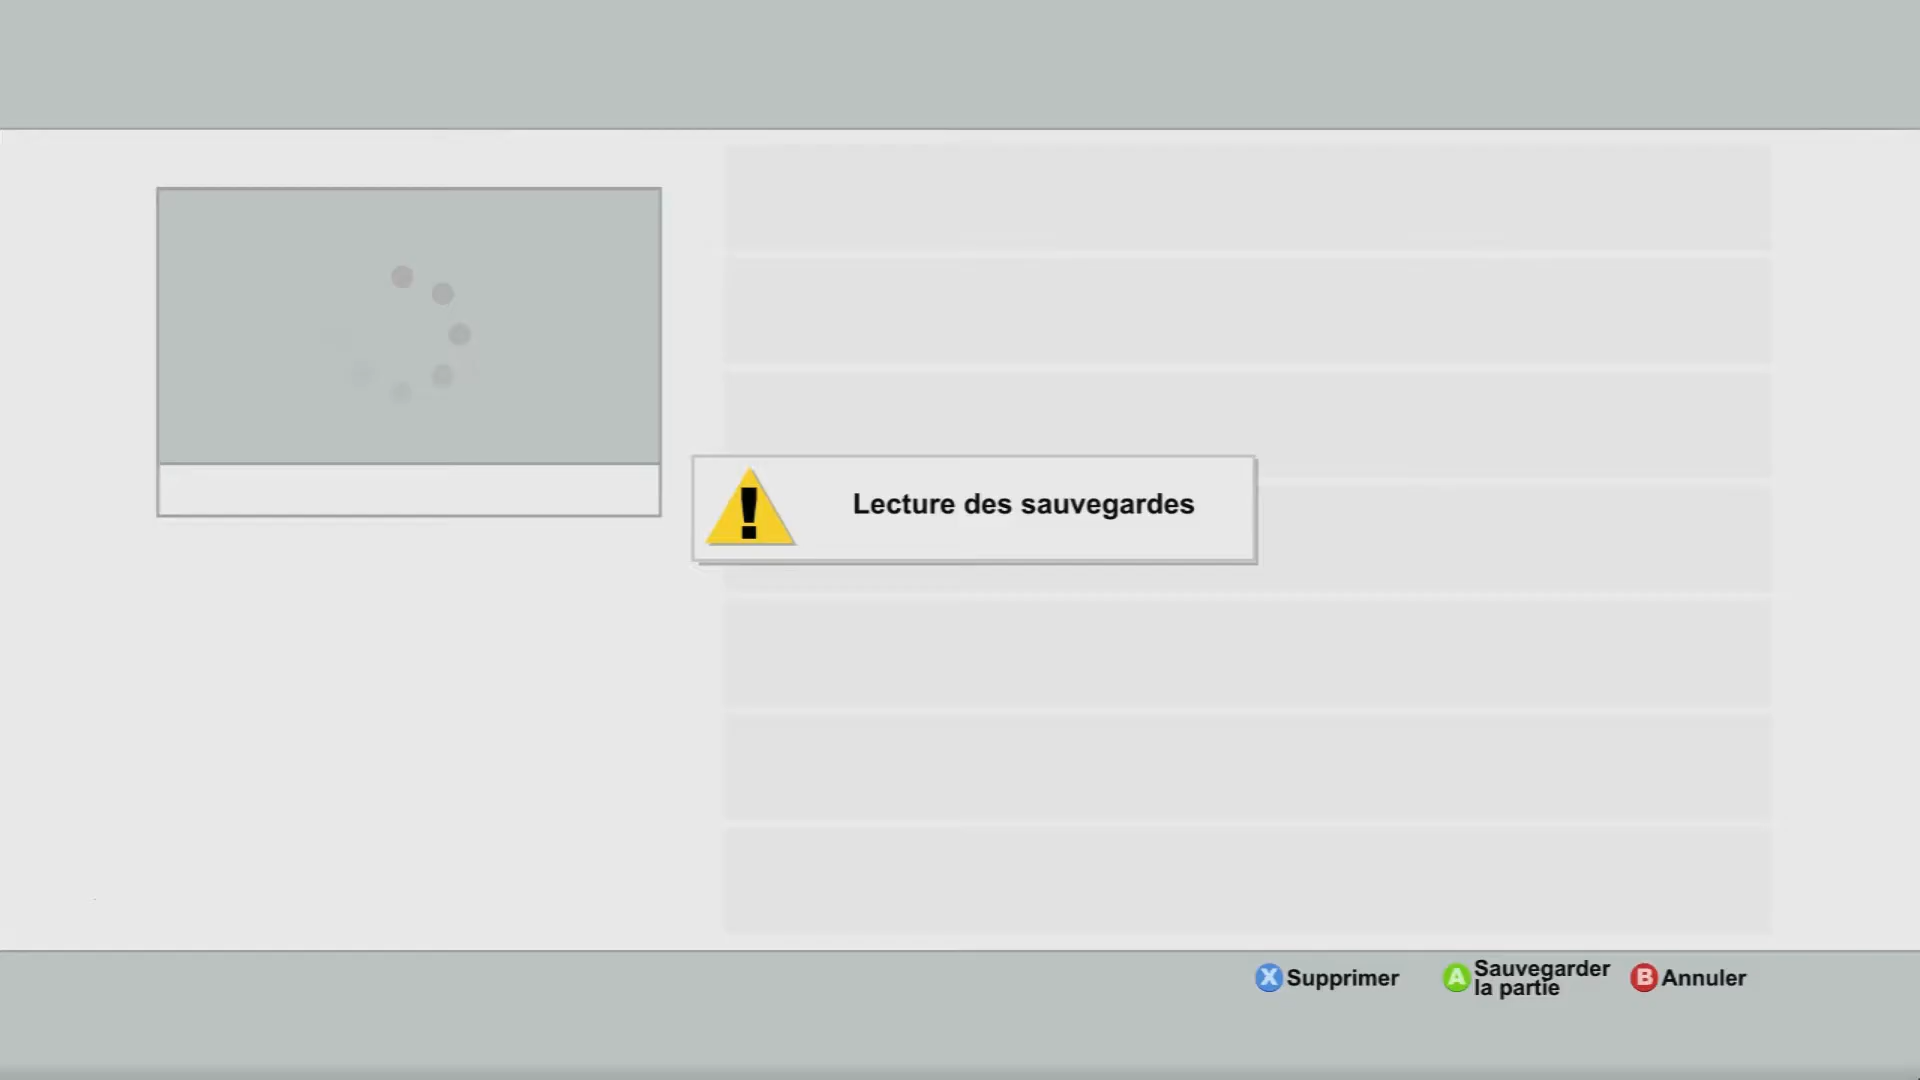 Lecture des sauvegardes
X Supprimer
A Sauvegarder
la partie
B Annuler